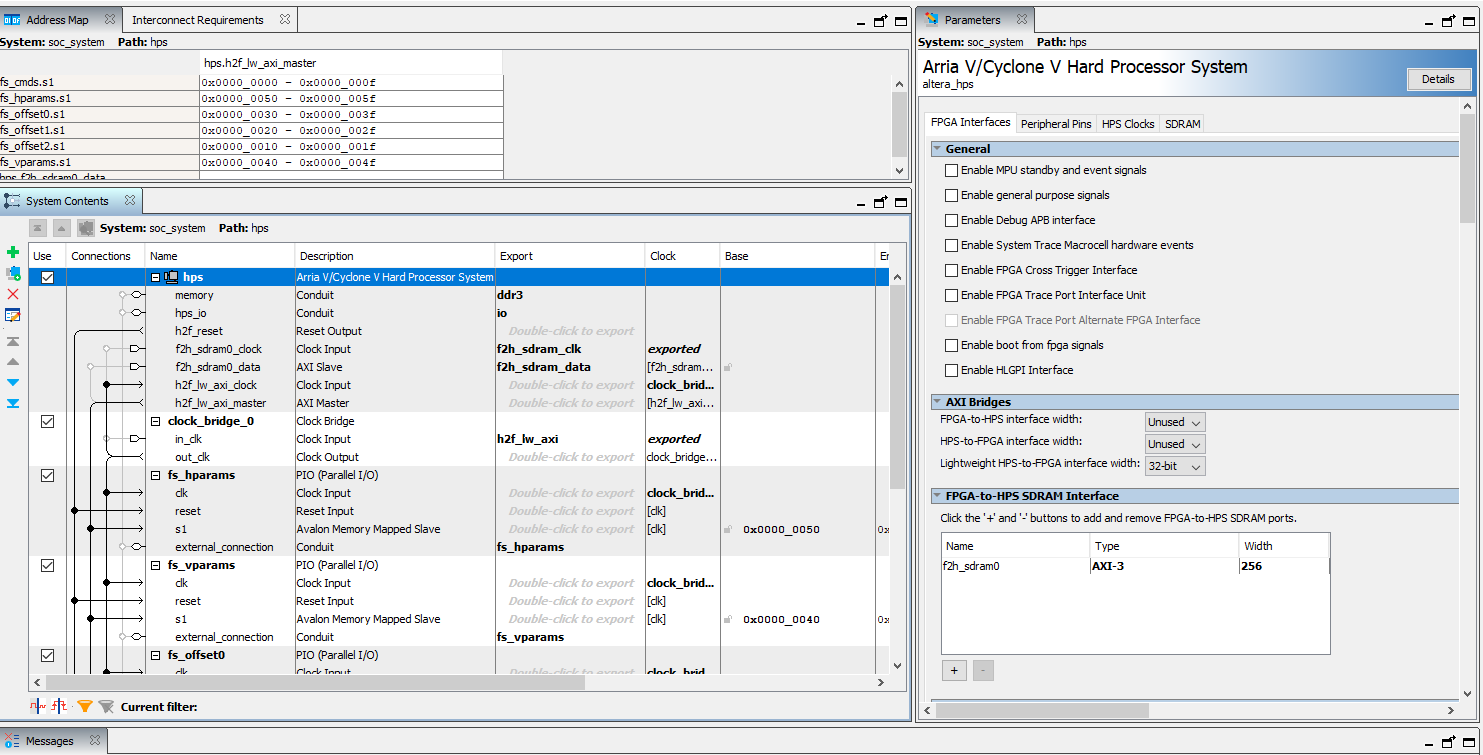 Address Map
Interconnect Requirements
System: soc_system Path: hps
hps.h2f_lw_axi_master
fs_cmds.s1 0x0000_0000 - 0x0000_000f
fs_hparams.s1 0x0000_0050 - 0x0000_005f
fs_offset0.s1 0x0000_0030 - 0x0000_003f
fs_offset1.s1 0x0000_0020 - 0x0000_002f
fs_offset2.s1 0x0000_0010 - 0x0000_001f
fs_vparams.s1 0x0000_0040 - 0x0000_004f
hps.f2h_sdram0_data
System Contents
System: soc_system Path: hps
Use Connections Name Description Export Clock Base
hps Arria V/Cyclone V Hard Processor System
memory Conduit ddr3
hps_io Conduit io
h2f_reset Reset Output Double-click to export
f2h_sdram0_clock Clock Input f2h_sdram_clk exported
f2h_sdram0_data AXI Slave f2h_sdram_data [f2h_sdram...
h2f_lw_axi_clock Clock Input Double-click to export clock_brid...
h2f_lw_axi_master AXI Master Double-click to export [h2f_lw_axi...
clock_bridge_0 Clock Bridge
in_clk Clock Input h2f_lw_axi exported
out_clk Clock Output Double-click to export clock_bridge...
fs_hparams PIO (Parallel I/O)
clk Clock Input Double-click to export clock_brid...
reset Reset Input Double-click to export [clk]
s1 Avalon Memory Mapped Slave Double-click to export [clk] 0x0000_0050
external_connection Conduit fs_hparams
fs_vparams PIO (Parallel I/O)
clk Clock Input Double-click to export clock_brid...
reset Reset Input Double-click to export [clk]
s1 Avalon Memory Mapped Slave Double-click to export [clk] 0x0000_0040
external_connection Conduit fs_vparams
fs_offset0 PIO (Parallel I/O)
clk Clock Input Double-click to export clock_brid...
Current filter:
Messages
Parameters
System: soc_system Path: hps
Arria V/Cyclone V Hard Processor System
altera_hps
Details
FPGA Interfaces Peripheral Pins HPS Clocks SDRAM
General
Enable MPU standby and event signals
Enable general purpose signals
Enable Debug APB interface
Enable System Trace Macrocell hardware events
Enable FPGA Cross Trigger Interface
Enable FPGA Trace Port Interface Unit
Enable FPGA Trace Port Alternate FPGA Interface
Enable boot from fpga signals
Enable HLGPI Interface
AXI Bridges
FPGA-to-HPS interface width: Unused
HPS-to-FPGA interface width: Unused
Lightweight HPS-to-FPGA interface width: 32-bit
FPGA-to-HPS SDRAM Interface
Click the '+' and '-' buttons to add and remove FPGA-to-HPS SDRAM ports.
Name Type Width
f2h_sdram0 AXI-3 256
+ -